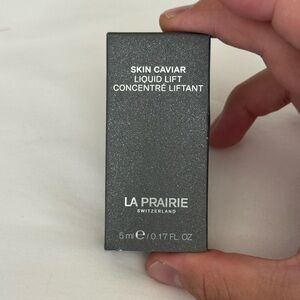 SKIN CAVIAR
LIQUID LIFT
CONCENTRÉ LIFTANT
LA PRAIRIE
SWITZERLAND
5 ml ℮ / 0.17 FL. OZ